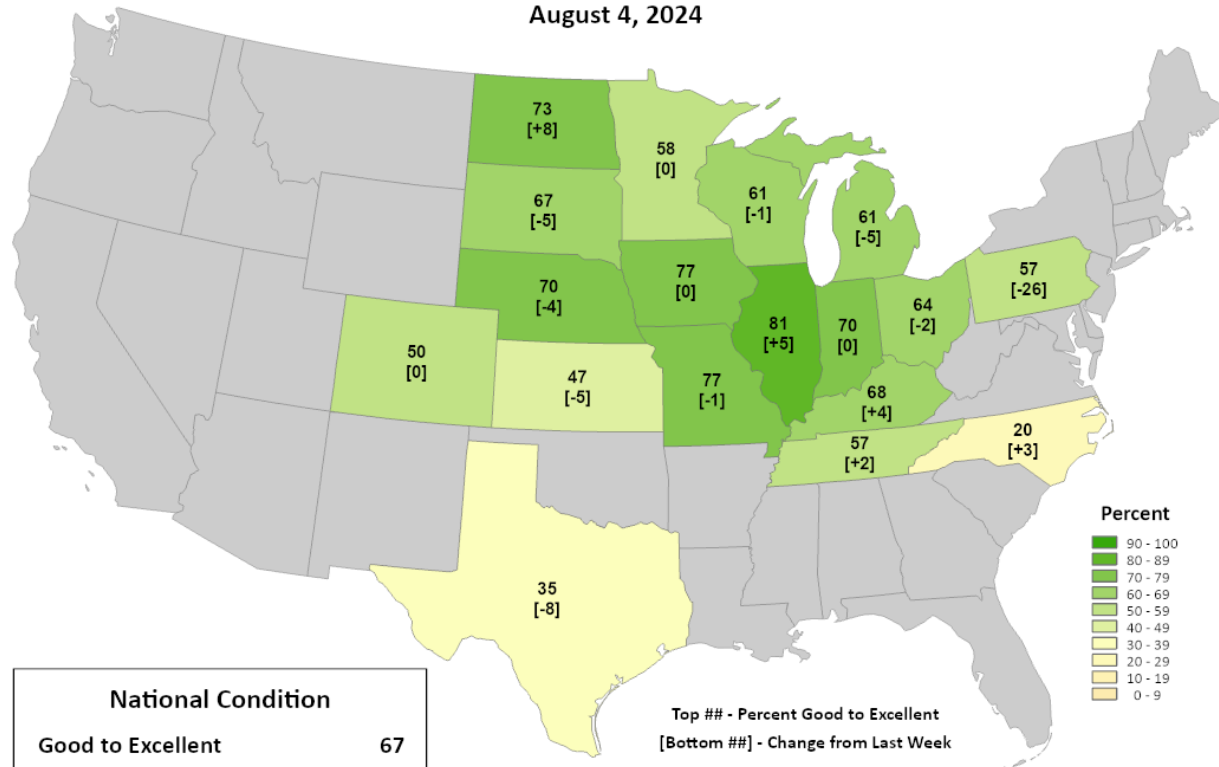 August 4, 2024
73
[+8]
58
[0]
67
[-5]
61
[-1]
61
[-5]
70
[-4]
77
[0]
57
[-26]
81
[+5]
70
[0]
64
[-2]
50
[0]
47
[-5]
77
[-1]
68
[+4]
57
[+2]
20
[+3]
35
[-8]
Percent
90 - 100
80 - 89
70 - 79
60 - 69
50 - 59
40 - 49
30 - 39
20 - 29
10 - 19
0 - 9
National Condition
Good to Excellent 67
Top ## - Percent Good to Excellent
[Bottom ##] - Change from Last Week